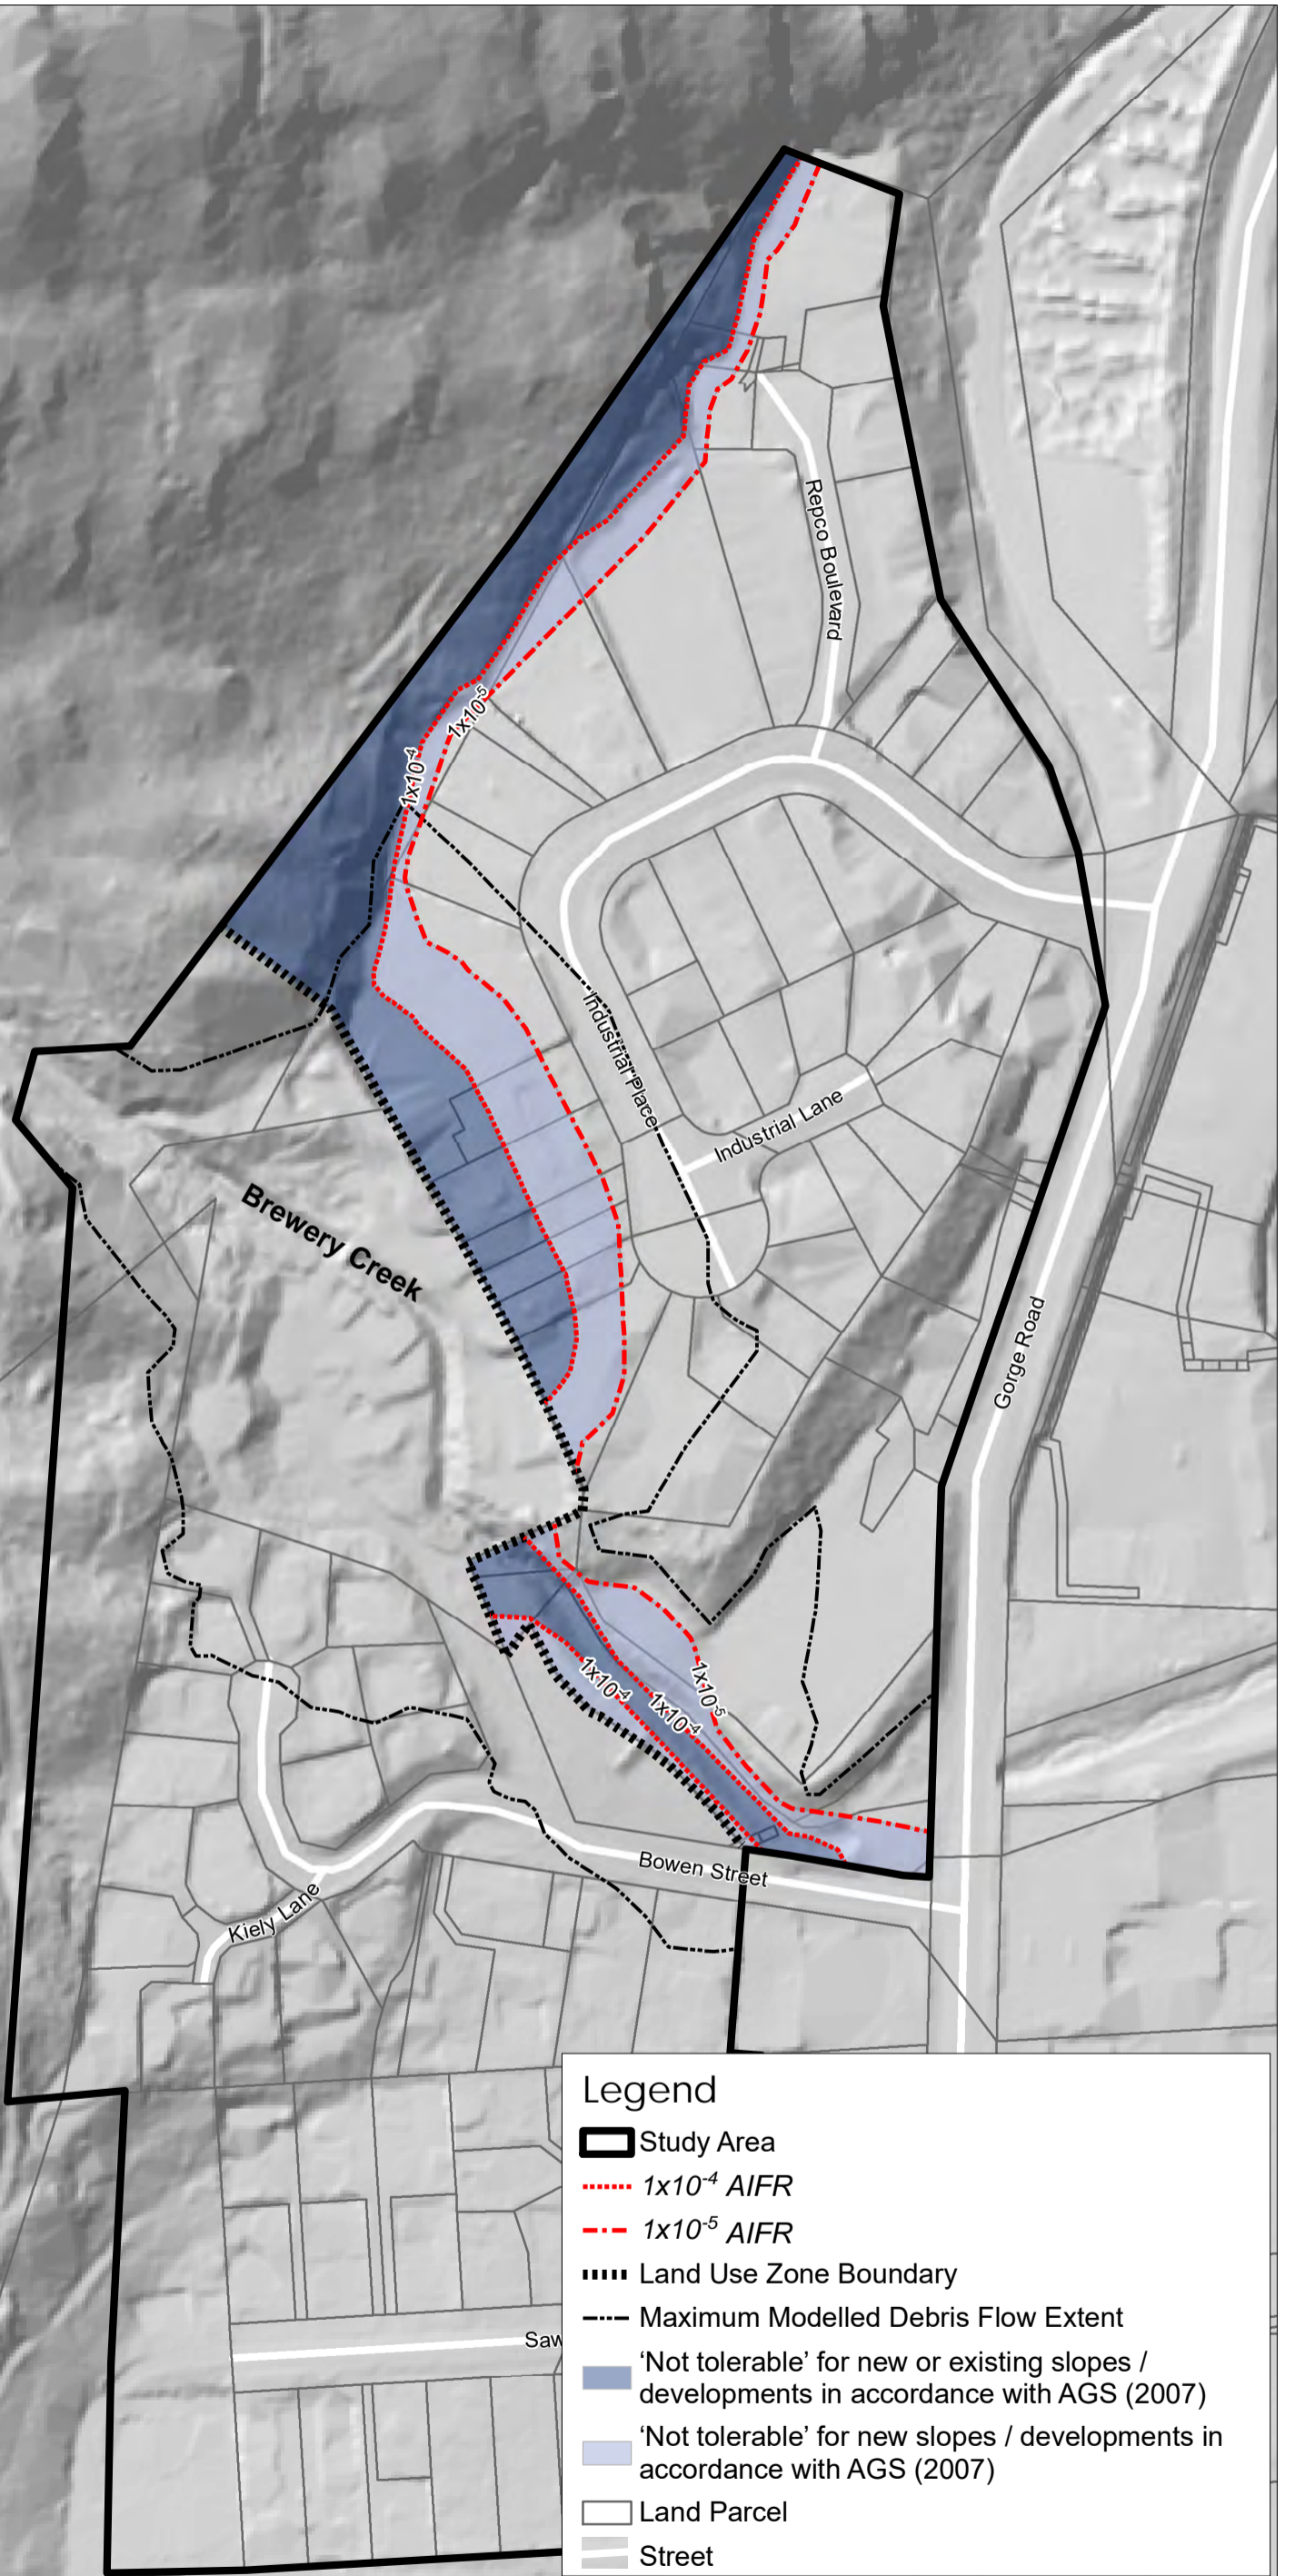 Repco Boulevard
1x10-5
1x10-4
Industrial Place
Industrial Lane
Brewery Creek
Gorge Road
1x10-4
1x10-4
1x10-5
Bowen Street
Kiely Lane
Saw
Legend
Study Area
1x10-4 AIFR
1x10-5 AIFR
Land Use Zone Boundary
Maximum Modelled Debris Flow Extent
‘Not tolerable’ for new or existing slopes /
developments in accordance with AGS (2007)
‘Not tolerable’ for new slopes / developments in
accordance with AGS (2007)
Land Parcel
Street